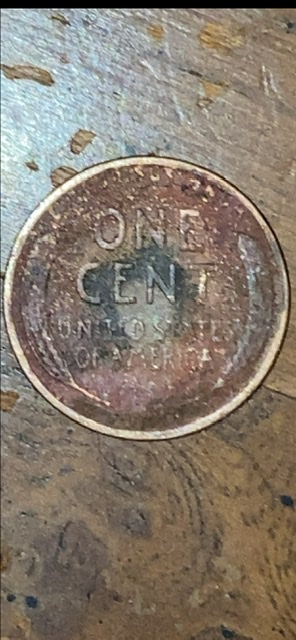 ONE
CENT
UNITED STATES
OF AMERICA